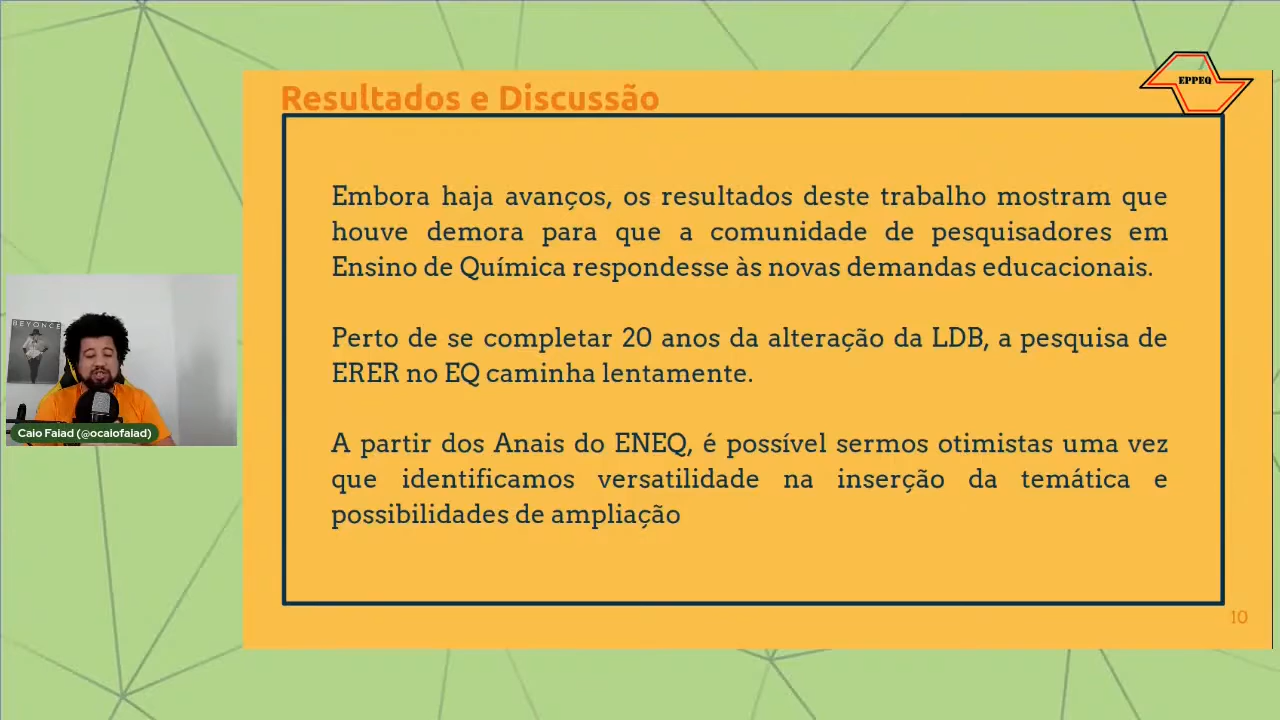 EPPEQ
Resultados e Discussão
Embora haja avanços, os resultados deste trabalho mostram que
houve demora para que a comunidade de pesquisadores em
Ensino de Química respondesse às novas demandas educacionais.
Perto de se completar 20 anos da alteração da LDB, a pesquisa de
ERER no EQ caminha lentamente.
A partir dos Anais do ENEQ, é possível sermos otimistas uma vez
que identificamos versatilidade na inserção da temática e
possibilidades de ampliação
BEYONCÉ
Caio Faiad (@ocaiofaiad)
10